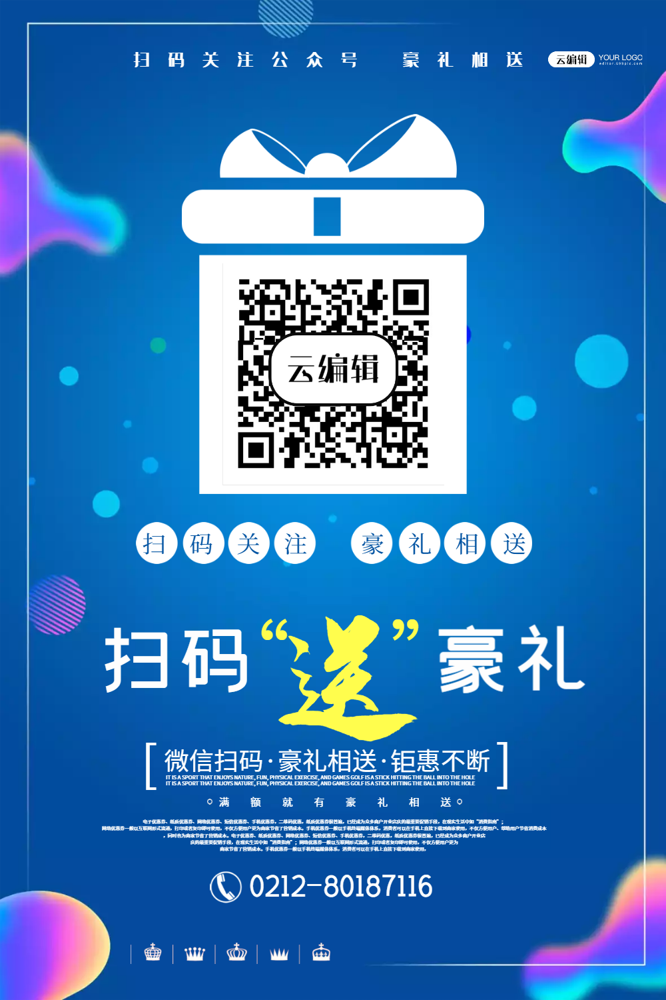 扫码关注公众号 豪礼相送
云编辑 YOUR LOGO
editor.699pic.com
云编辑
扫码关注 豪礼相送
扫码“送”豪礼
[微信扫码·豪礼相送·钜惠不断]
IT IS A SPORT THAT ENJOYS NATURE, FUN, PHYSICAL EXERCISE, AND GAMES GOLF IS A STICK HITTING THE BALL INTO THE HOLE
IT IS A SPORT THAT ENJOYS NATURE, FUN, PHYSICAL EXERCISE, AND GAMES GOLF IS A STICK HITTING THE BALL INTO THE HOLE
满额就有豪礼相送
电子优惠券、纸质优惠券、网络优惠券、短信优惠券、手机优惠券，二维码优惠，纸质优惠券很普遍，已经成为众多商户开业店庆的最重要促销手段，在现实生活中如“消费指南”；
网络优惠券一般以互联网形式流通，打印或者复印即可使用，不仅方便用户更为商家节省了营销成本。手机优惠券一般以手机终端媒体体系，消费者可以在手机上直接下载到商家使用，不仅方便用户、帮助用户节省消费成本
，同时也为商家节省了营销成本。电子优惠券、纸质优惠券、网络优惠券、短信优惠券、手机优惠券，二维码优惠，纸质优惠券很普遍，已经成为众多商户开业店
庆的最重要促销手段，在现实生活中如“消费指南”；网络优惠券一般以互联网形式流通，打印或者复印即可使用，不仅方便用户更为
商家节省了营销成本。手机优惠券一般以手机终端媒体体系，消费者可以在手机上直接下载到商家使用，
0212-80187116